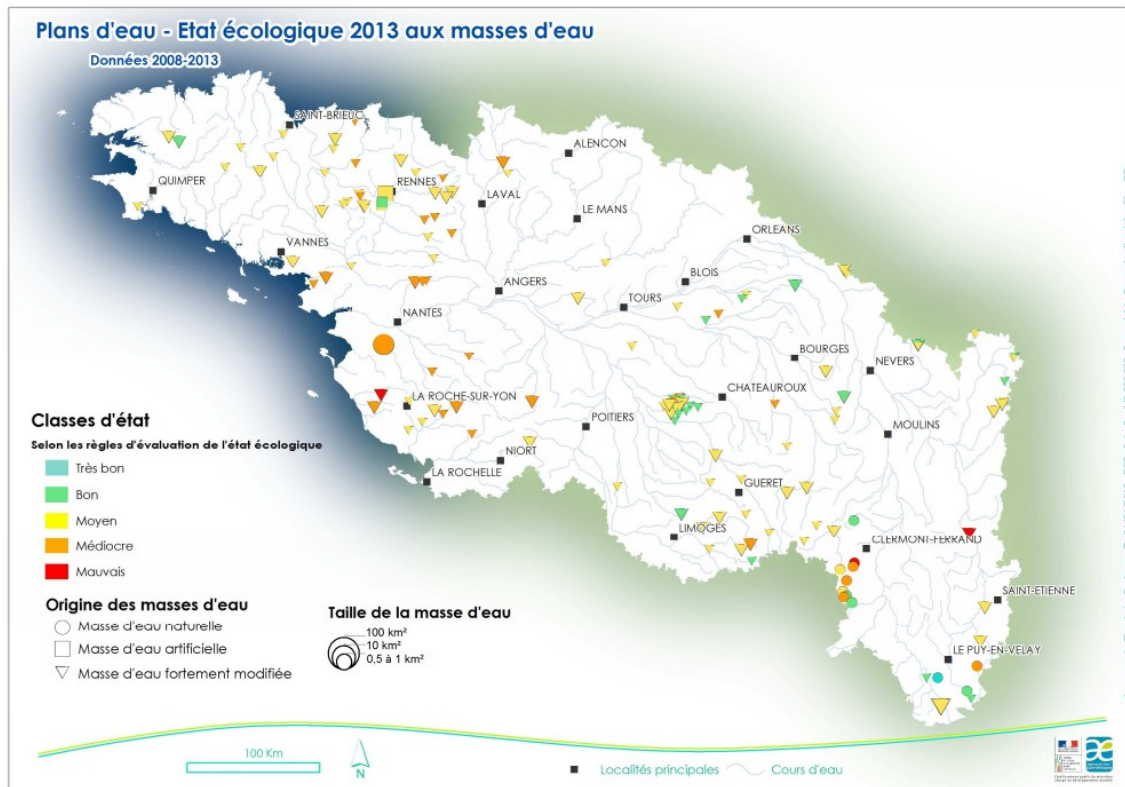 Plans d'eau - Etat écologique 2013 aux masses d'eau
Données 2008-2013
SAINT-BRIEUC
ALENCON
QUIMPER
RENNES
LAVAL
LE MANS
VANNES
ORLEANS
BLOIS
ANGERS
TOURS
NANTES
BOURGES
NEVERS
LA ROCHE-SUR-YON
CHATEAUROUX
POITIERS
MOULINS
NIORT
LA ROCHELLE
GUERET
LIMOGES
CLERMONT-FERRAND
SAINT-ETIENNE
LE PUY-EN-VELAY
Classes d'état
Selon les règles d'évaluation de l'état écologique
Très bon
Bon
Moyen
Médiocre
Mauvais
Origine des masses d'eau
Masse d'eau naturelle
Masse d'eau artificielle
Masse d'eau fortement modifiée
Taille de la masse d'eau
100 km²
10 km²
0,5 à 1 km²
100 Km
N
Localités principales
Cours d'eau